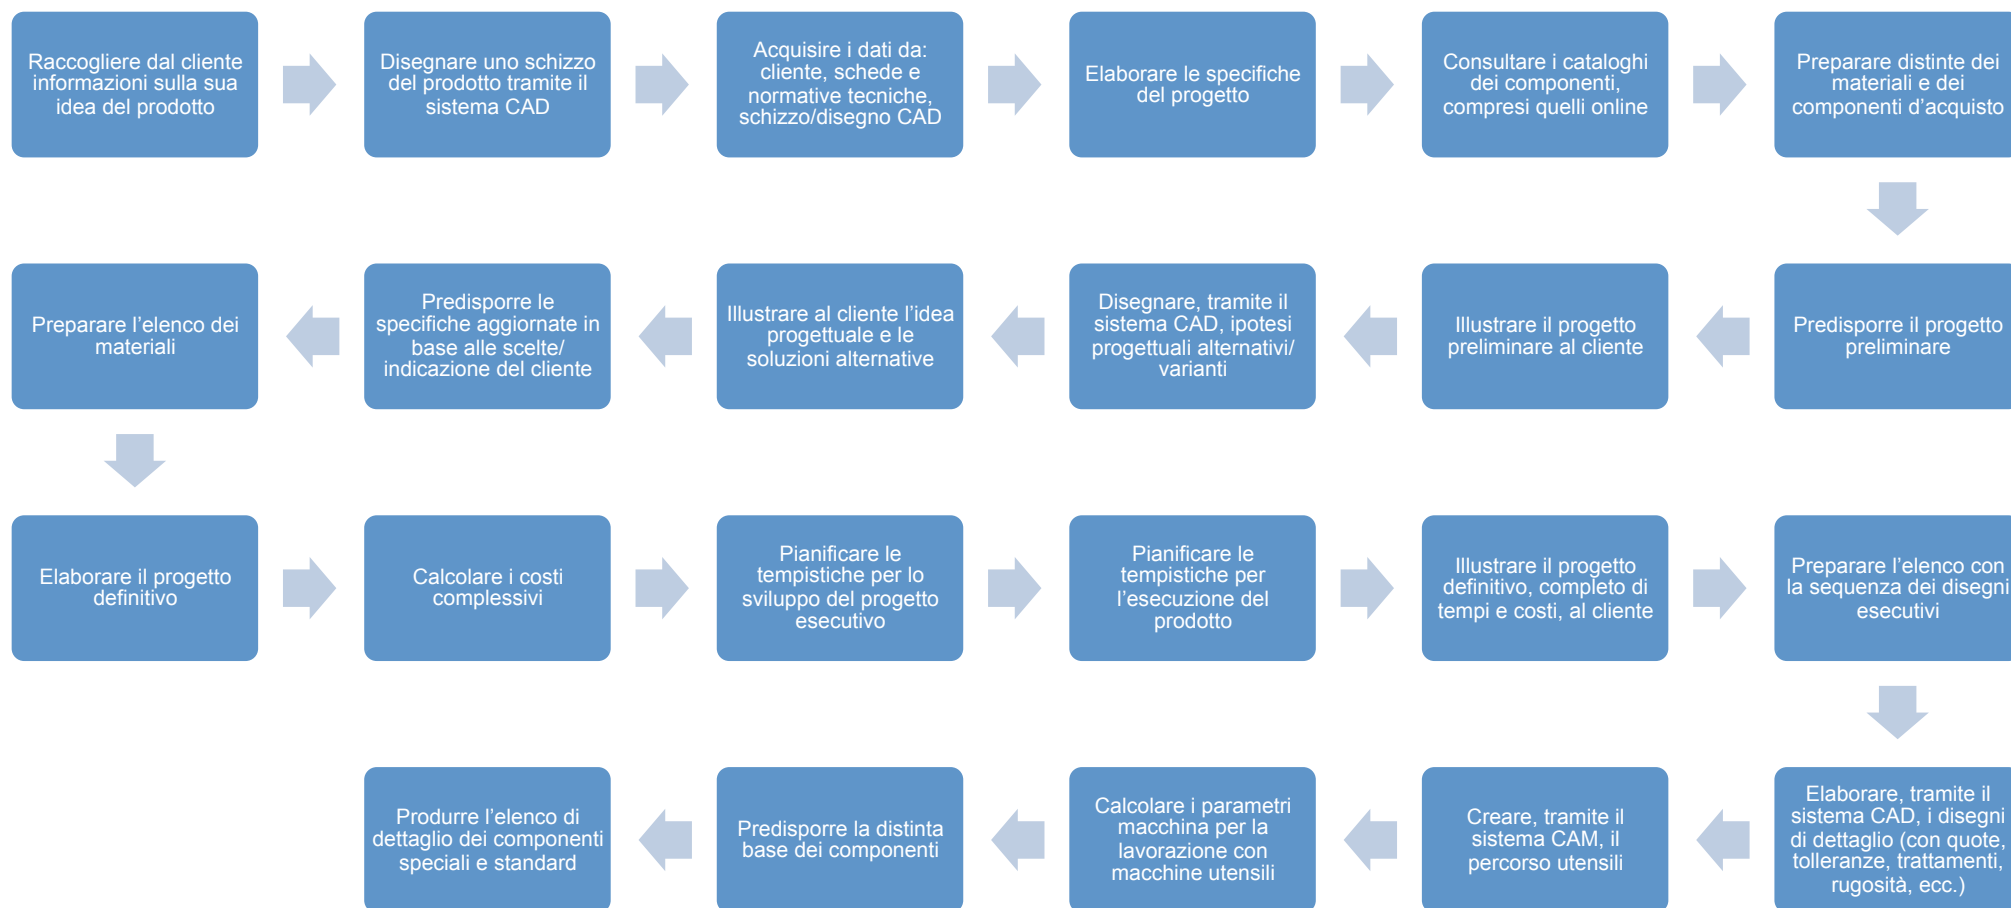 Raccogliere dal cliente
informazioni sulla sua
idea del prodotto
Disegnare uno schizzo
del prodotto tramite il
sistema CAD
Acquisire i dati da:
cliente, schede e
normative tecniche,
schizzo/disegno CAD
Elaborare le specifiche
del progetto
Consultare i cataloghi
dei componenti,
compresi quelli online
Preparare distinte dei
materiali e dei
componenti d’acquisto
Predisporre il progetto
preliminare
Illustrare il progetto
preliminare al cliente
Disegnare, tramite il
sistema CAD, ipotesi
progettuali alternativi/
varianti
Illustrare al cliente l’idea
progettuale e le
soluzioni alternative
Predisporre le
specifiche aggiornate in
base alle scelte/
indicazione del cliente
Preparare l’elenco dei
materiali
Elaborare il progetto
definitivo
Calcolare i costi
complessivi
Pianificare le
tempistiche per lo
sviluppo del progetto
esecutivo
Pianificare le
tempistiche per
l’esecuzione del
prodotto
Illustrare il progetto
definitivo, completo di
tempi e costi, al cliente
Preparare l’elenco con
la sequenza dei disegni
esecutivi
Elaborare, tramite il
sistema CAD, i disegni
di dettaglio (con quote,
tolleranze, trattamenti,
rugosità, ecc.)
Creare, tramite il
sistema CAM, il
percorso utensili
Calcolare i parametri
macchina per la
lavorazione con
macchine utensili
Predisporre la distinta
base dei componenti
Produrre l’elenco di
dettaglio dei componenti
speciali e standard